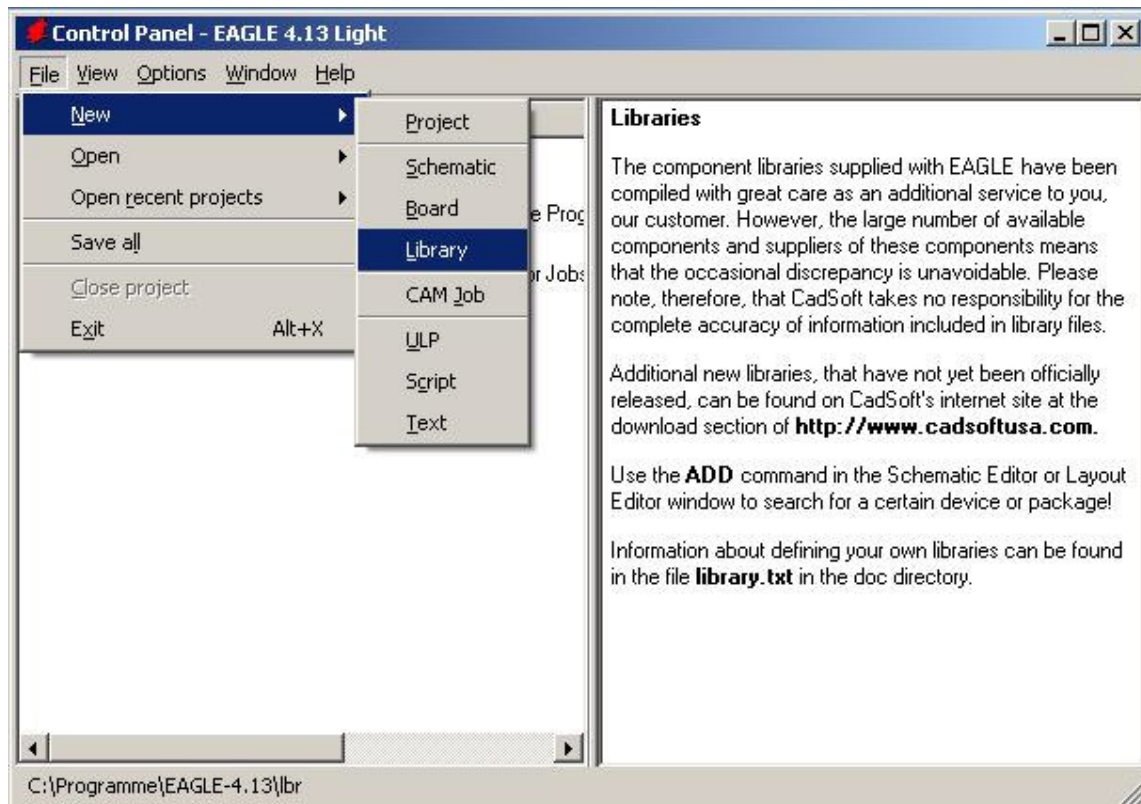 Control Panel - EAGLE 4.13 Light
File View Options Window Help
New
Open
Open recent projects
Save all
Close project
Exit Alt+X
Project
Schematic
Board
Library
CAM Job
ULP
Script
Text
Libraries
The component libraries supplied with EAGLE have been
compiled with great care as an additional service to you,
our customer. However, the large number of available
components and suppliers of these components means
that the occasional discrepancy is unavoidable. Please
note, therefore, that CadSoft takes no responsibility for the
complete accuracy of information included in library files.
Additional new libraries, that have not yet been officially
released, can be found on CadSoft's internet site at the
download section of http://www.cadsoftusa.com.
Use the ADD command in the Schematic Editor or Layout
Editor window to search for a certain device or package!
Information about defining your own libraries can be found
in the file library.txt in the doc directory.
C:\Programme\EAGLE-4.13\lbr